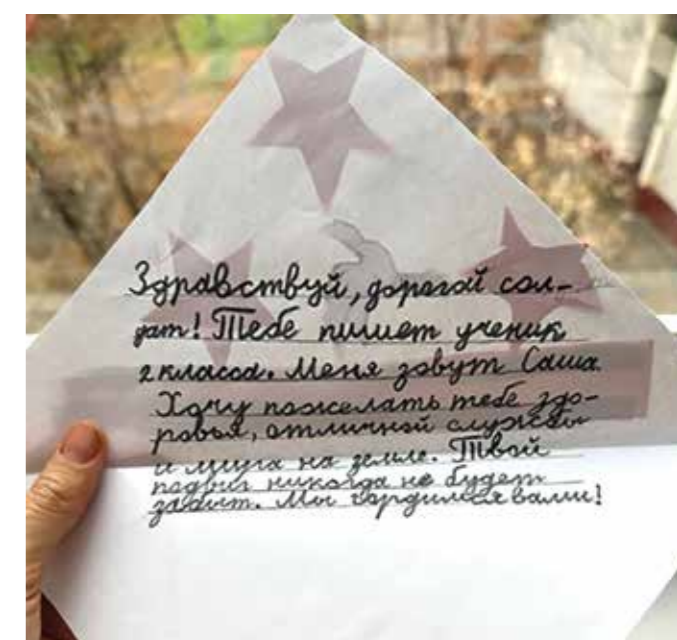 Здравствуй, дорогой сол-
дат! Тебе пишет ученик
2 класса. Меня зовут Саша.
Хочу пожелать тебе здо-
ровья, отличной службы
и мира на земле. Твой
подвиг никогда не будет
забыт. Мы гордимся вами!